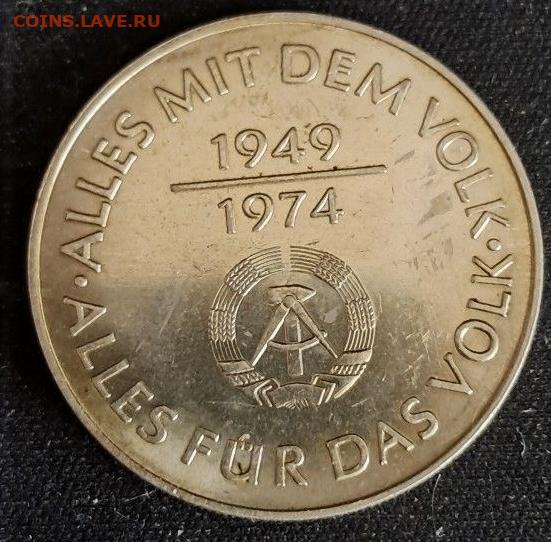 COINS.LAVE.RU
· ALLES MIT DEM VOLK ·
1949
1974
ALLES FÜR DAS VOLK